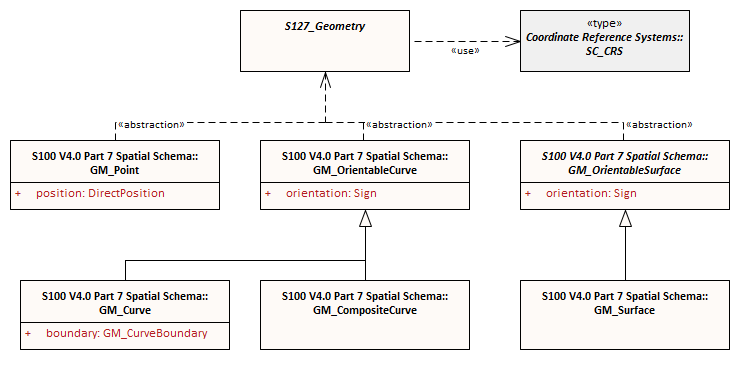 S127_Geometry
«type»
Coordinate Reference Systems::
SC_CRS
«use»
«abstraction»
«abstraction»
«abstraction»
S100 V4.0 Part 7 Spatial Schema::
GM_Point
+ position: DirectPosition
S100 V4.0 Part 7 Spatial Schema::
GM_OrientableCurve
+ orientation: Sign
S100 V4.0 Part 7 Spatial Schema::
GM_OrientableSurface
+ orientation: Sign
S100 V4.0 Part 7 Spatial Schema::
GM_Curve
+ boundary: GM_CurveBoundary
S100 V4.0 Part 7 Spatial Schema::
GM_CompositeCurve
S100 V4.0 Part 7 Spatial Schema::
GM_Surface